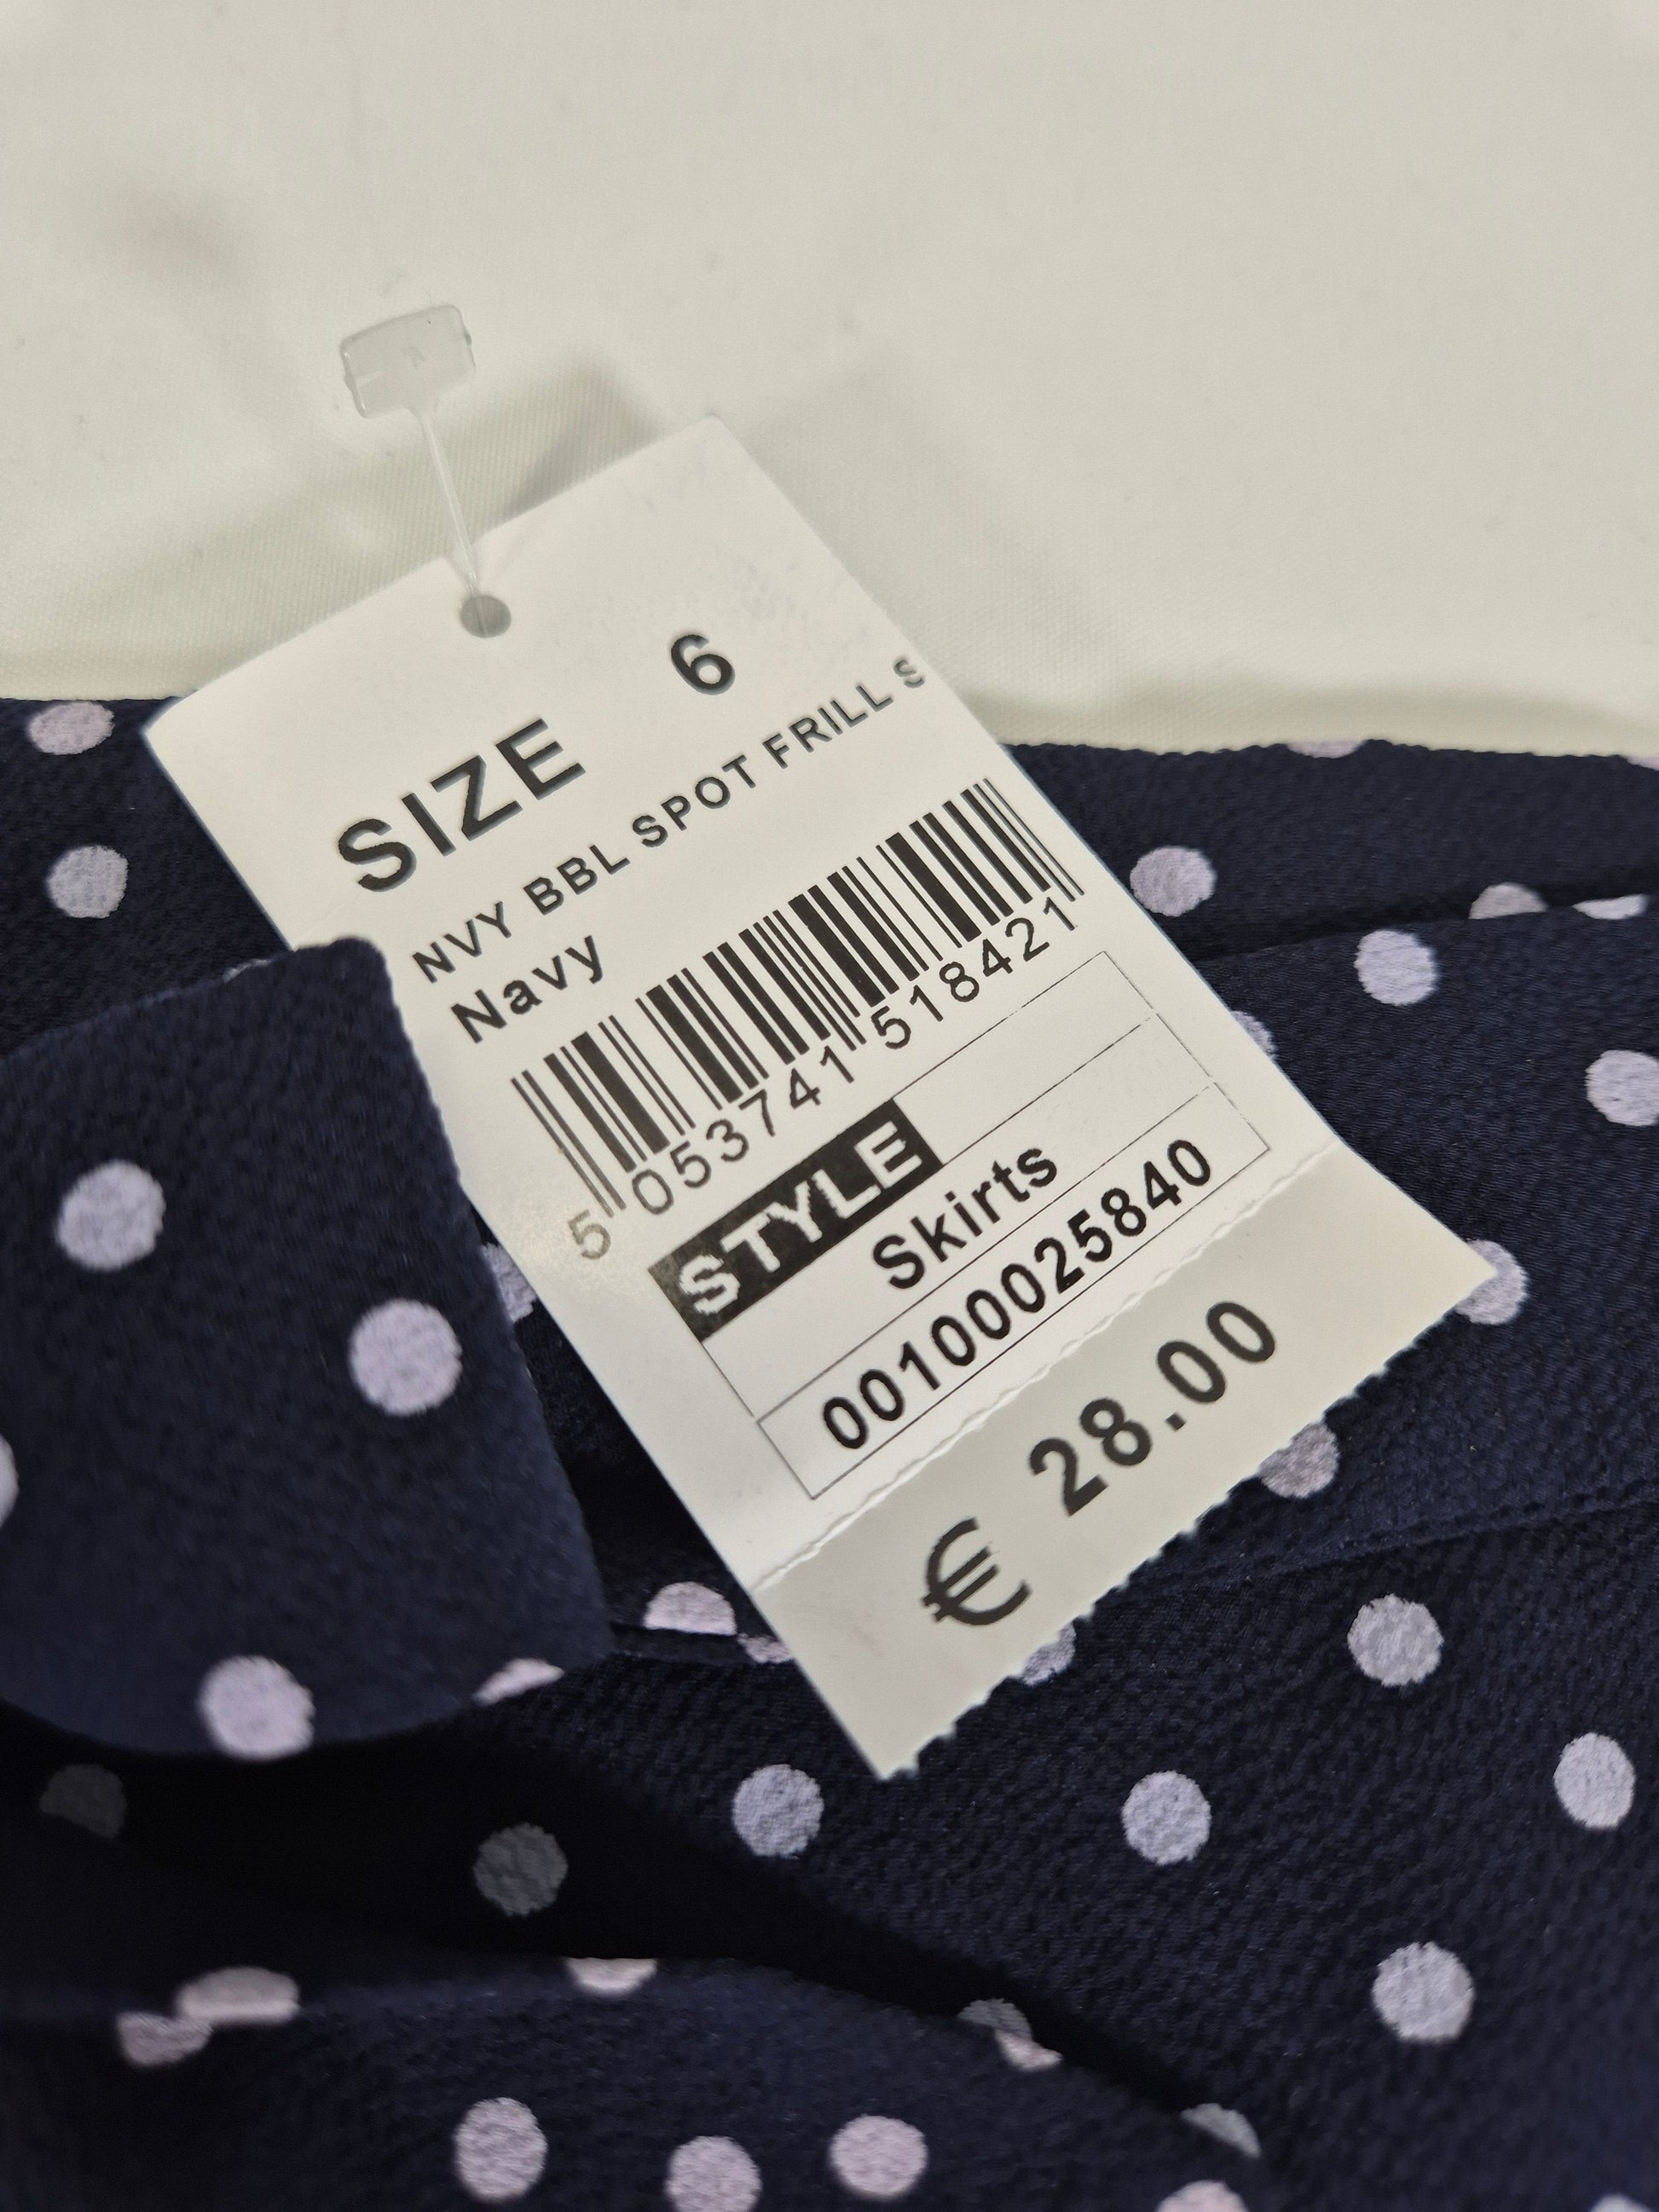 SIZE 6
NVY BBL SPOT FRILL S
Navy
5 053741 518421
STYLE
Skirts
00100025840
€ 28.00